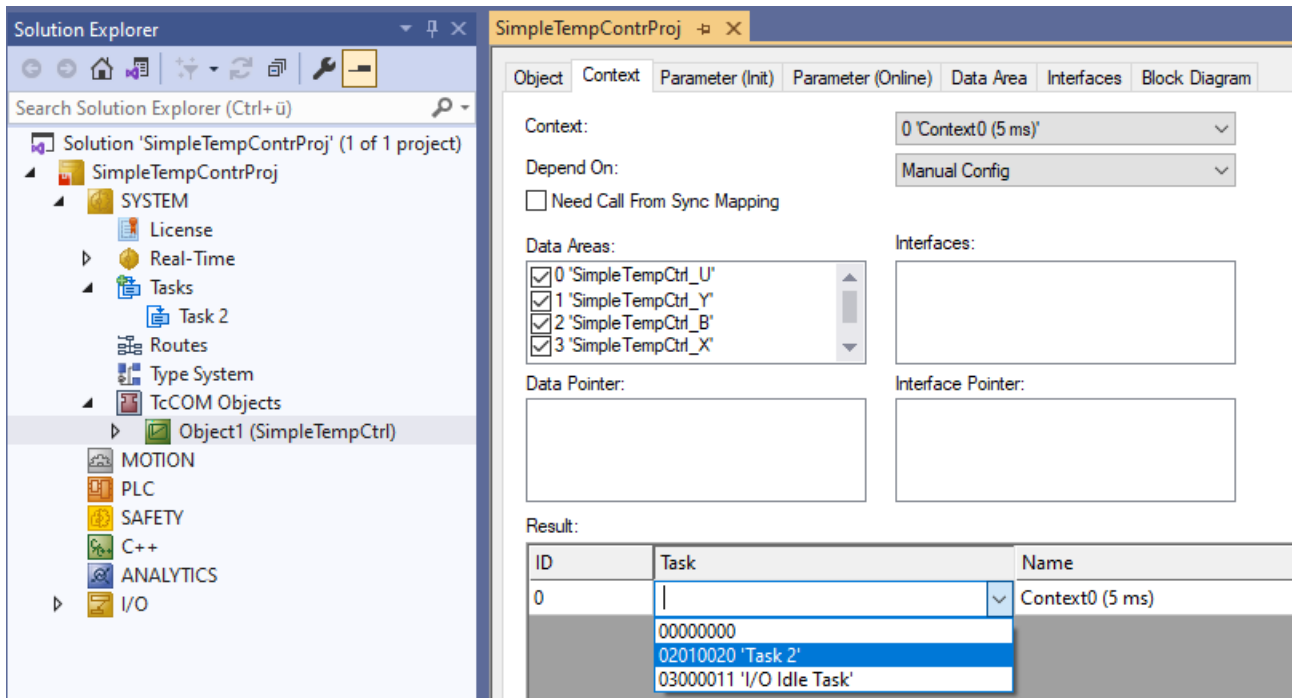 Solution Explorer
Search Solution Explorer (Ctrl+ü)
Solution 'SimpleTempContrProj' (1 of 1 project)
SimpleTempContrProj
SYSTEM
License
Real-Time
Tasks
Task 2
Routes
Type System
TcCOM Objects
Object1 (SimpleTempCtrl)
MOTION
PLC
SAFETY
C++
ANALYTICS
I/O
SimpleTempContrProj
Object Context Parameter (Init) Parameter (Online) Data Area Interfaces Block Diagram
Context: 0 'Context0 (5 ms)'
Depend On: Manual Config
Need Call From Sync Mapping
Data Areas: Interfaces:
0 'SimpleTempCtrl_U'
1 'SimpleTempCtrl_Y'
2 'SimpleTempCtrl_B'
3 'SimpleTempCtrl_X'
Data Pointer: Interface Pointer:
Result:
ID Task Name
0 Context0 (5 ms)
00000000
02010020 'Task 2'
03000011 'I/O Idle Task'